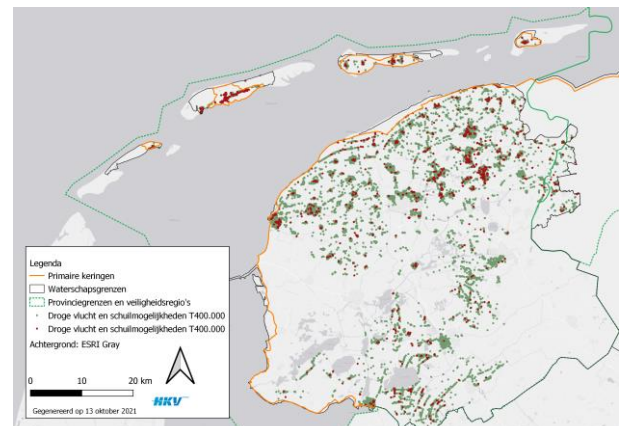 Legenda
Primaire keringen
Waterschapsgrenzen
Provinciegrenzen en veiligheidsregio's
Droge vlucht en schuilmogelijkheden T400.000
Droge vlucht en schuilmogelijkheden T400.000
Achtergrond: ESRI Gray
0 10 20 km
HKV
Gegenereerd op 13 oktober 2021